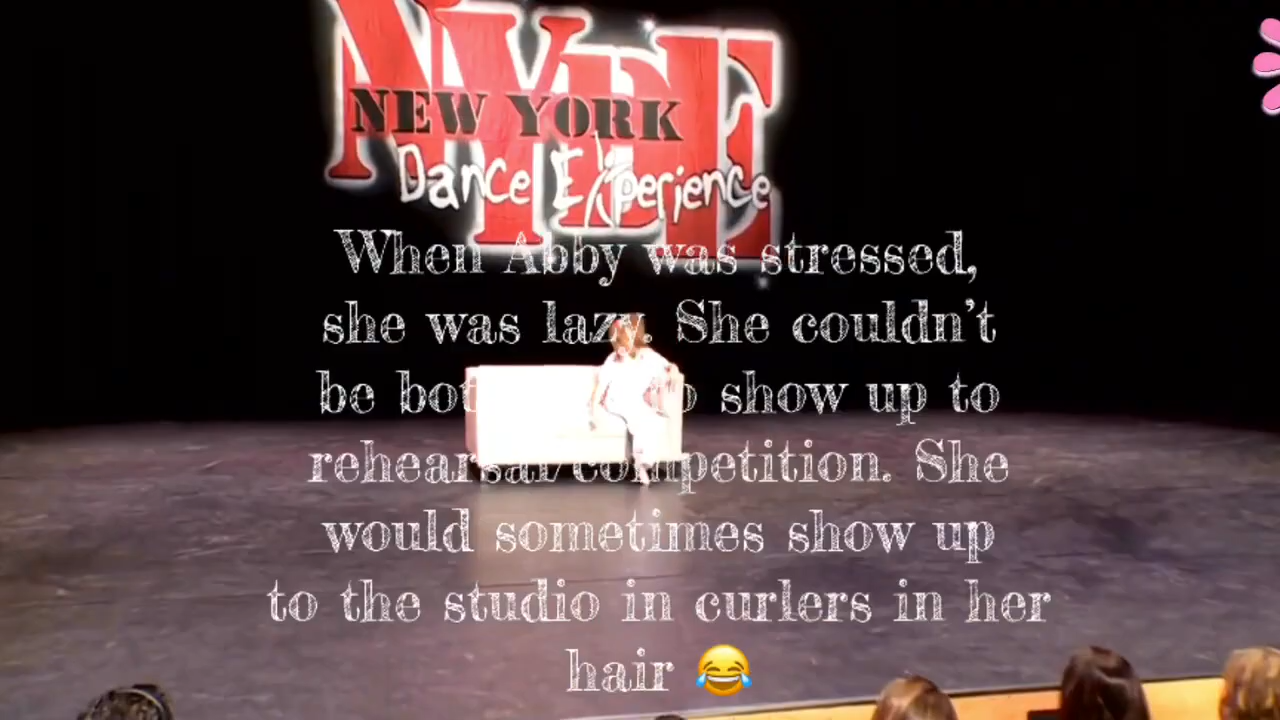 NYDE
NEW YORK
Dance Experience
When Abby was stressed,
she was lazy. She couldn't
be bot show up to
rehearsal/competition. She
would sometimes show up
to the studio in curlers in her
hair 😂